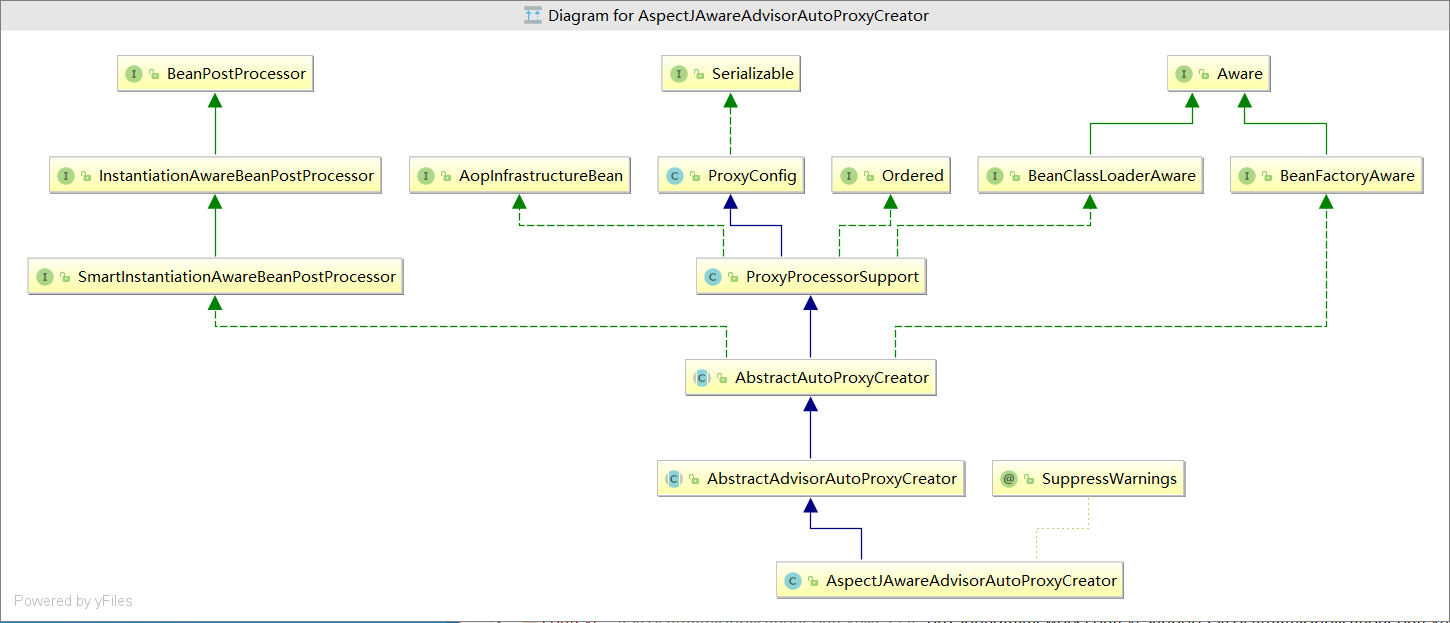 Diagram for AspectJAwareAdvisorAutoProxyCreator
I BeanPostProcessor
I Serializable
I Aware
I InstantiationAwareBeanPostProcessor
I AopInfrastructureBean
C ProxyConfig
I Ordered
I BeanClassLoaderAware
I BeanFactoryAware
I SmartInstantiationAwareBeanPostProcessor
C ProxyProcessorSupport
C AbstractAutoProxyCreator
C AbstractAdvisorAutoProxyCreator
@ SuppressWarnings
C AspectJAwareAdvisorAutoProxyCreator
Powered by yFiles